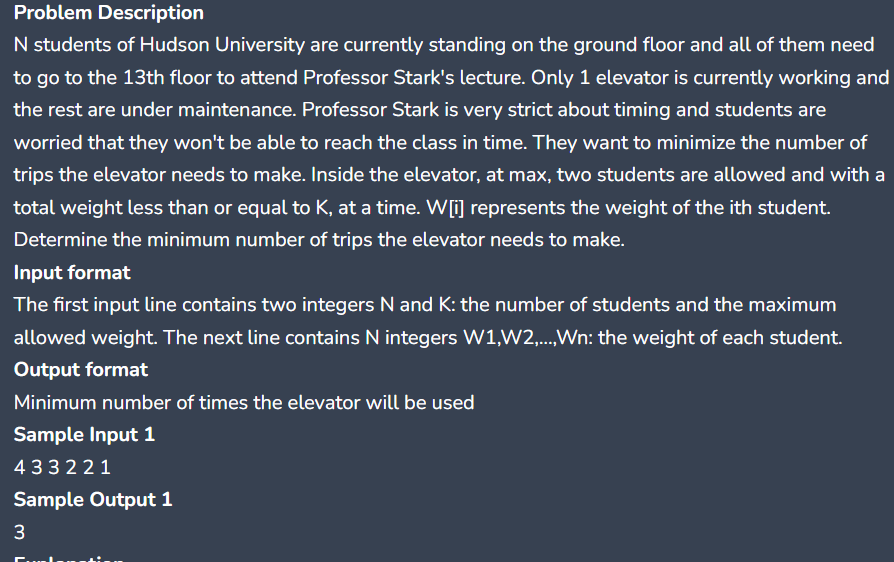 Problem Description
N students of Hudson University are currently standing on the ground floor and all of them need
to go to the 13th floor to attend Professor Stark's lecture. Only 1 elevator is currently working and
the rest are under maintenance. Professor Stark is very strict about timing and students are
worried that they won't be able to reach the class in time. They want to minimize the number of
trips the elevator needs to make. Inside the elevator, at max, two students are allowed and with a
total weight less than or equal to K, at a time. W[i] represents the weight of the ith student.
Determine the minimum number of trips the elevator needs to make.
Input format
The first input line contains two integers N and K: the number of students and the maximum
allowed weight. The next line contains N integers W1,W2,...,Wn: the weight of each student.
Output format
Minimum number of times the elevator will be used
Sample Input 1
4 3 3 2 2 1
Sample Output 1
3
Explanation